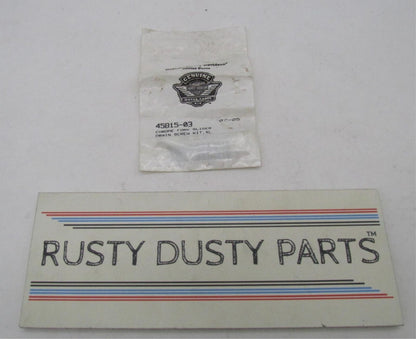 GENUINE
45815-03
CHROME FORK SLIDER
DRAIN SCREW KIT, XL
RUSTY DUSTY PARTS™